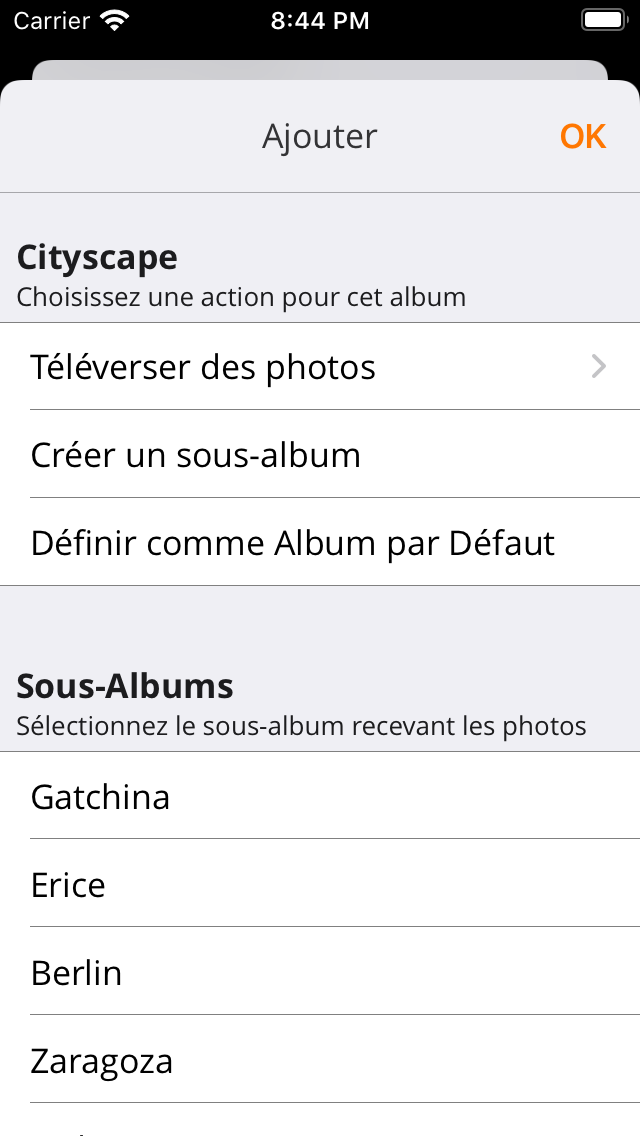 Carrier 8:44 PM
Ajouter OK
Cityscape
Choisissez une action pour cet album
Téléverser des photos
Créer un sous-album
Définir comme Album par Défaut
Sous-Albums
Sélectionnez le sous-album recevant les photos
Gatchina
Erice
Berlin
Zaragoza